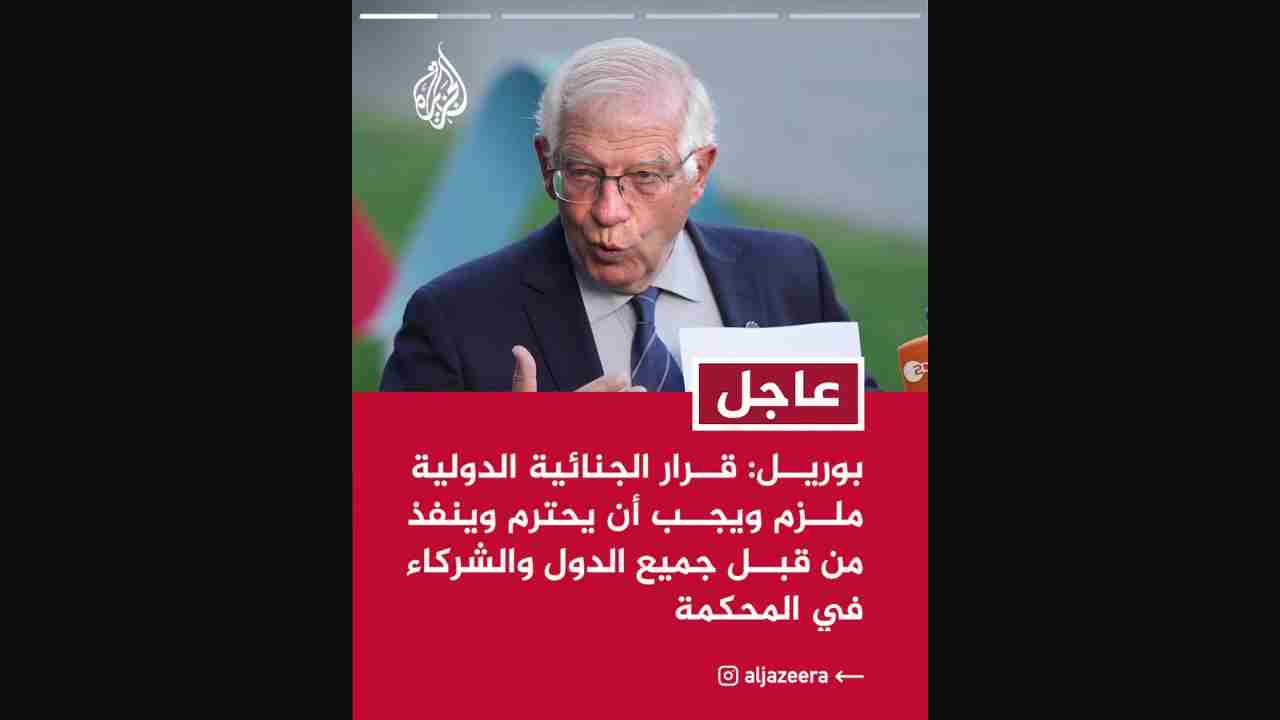 الجزيرة
عاجل
بوريل: قرار الجنائية الدولية
ملزم ويجب أن يحترم وينفذ
من قبل جميع الدول والشركاء
في المحكمة
aljazeera